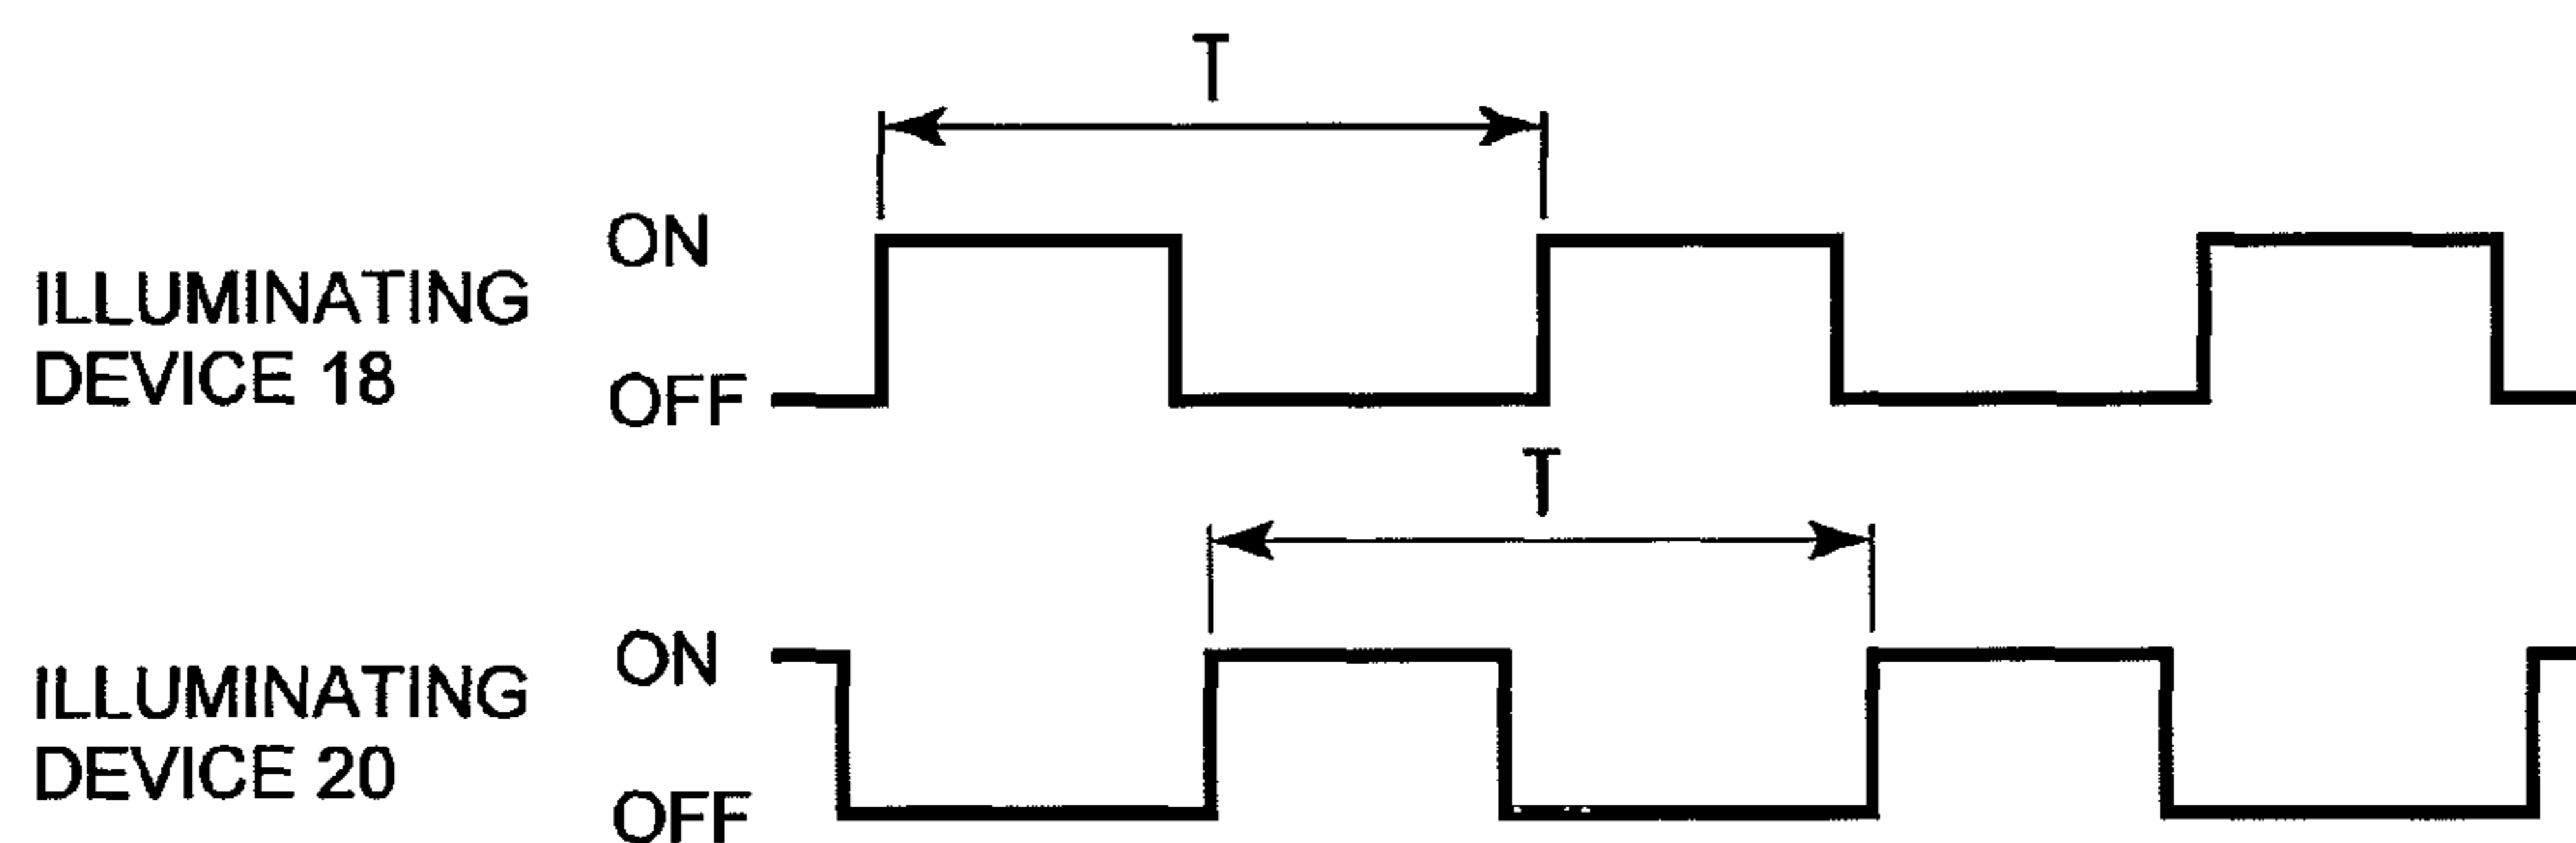 T
ON
ILLUMINATING
DEVICE 18
OFF
T
ON
ILLUMINATING
DEVICE 20
OFF